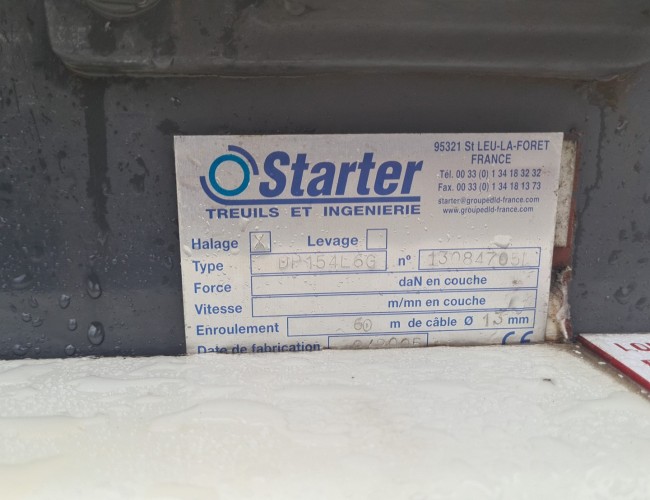 Starter
TREUILS ET INGENIERIE
95321 St LEU-LA-FORET
FRANCE
Tél. 00 33 (0) 1 34 18 32 32
Fax. 00 33 (0) 1 34 18 13 73
starter@groupedld-france.com
www.groupedld-france.com
Halage X Levage
Type n°
Force daN en couche
Vitesse m/mn en couche
Enroulement 60 m de câble Ø 13 mm
Date de fabrication CE